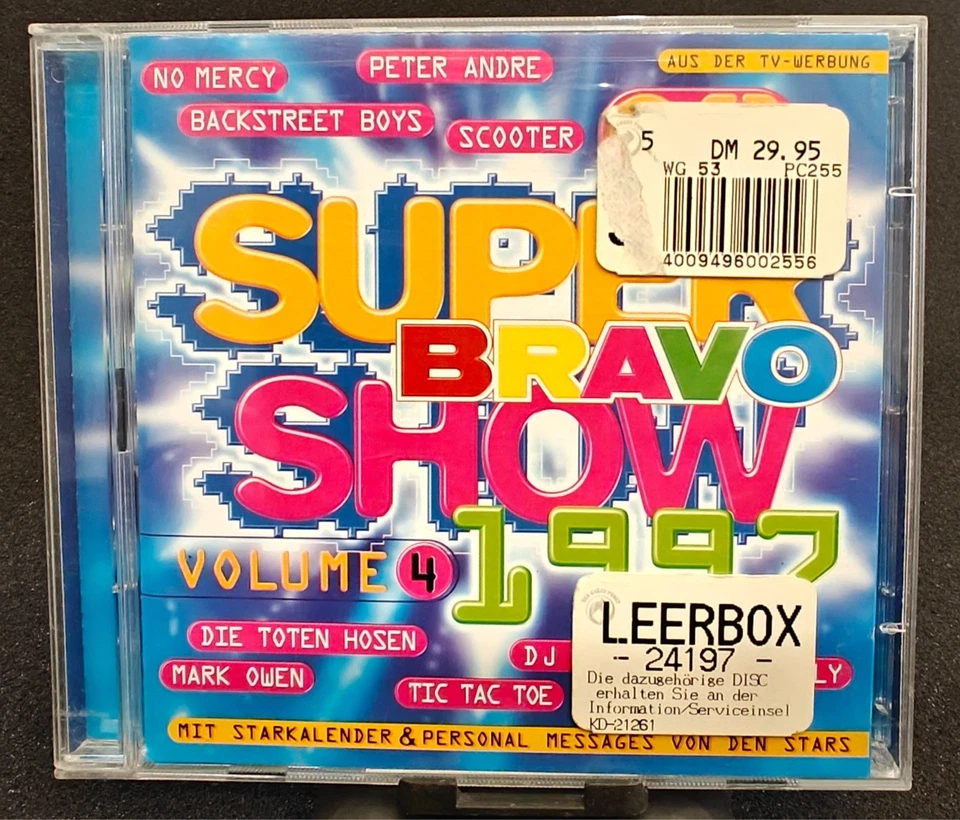 NO MERCY
PETER ANDRE
AUS DER TV-WERBUNG
BACKSTREET BOYS
SCOOTER
5 DM 29.95
WG 53 PC255
4009496002556
SUPER
BRAVO
SHOW
1997
VOLUME 4
DIE TOTEN HOSEN
DJ
MARK OWEN
TIC TAC TOE
LY
LEERBOX
- 24197 -
Die dazugehörige DISC
erhalten Sie an der
Information/Serviceinsel
KD-21261
MIT STARKALENDER & PERSONAL MESSAGES VON DEN STARS